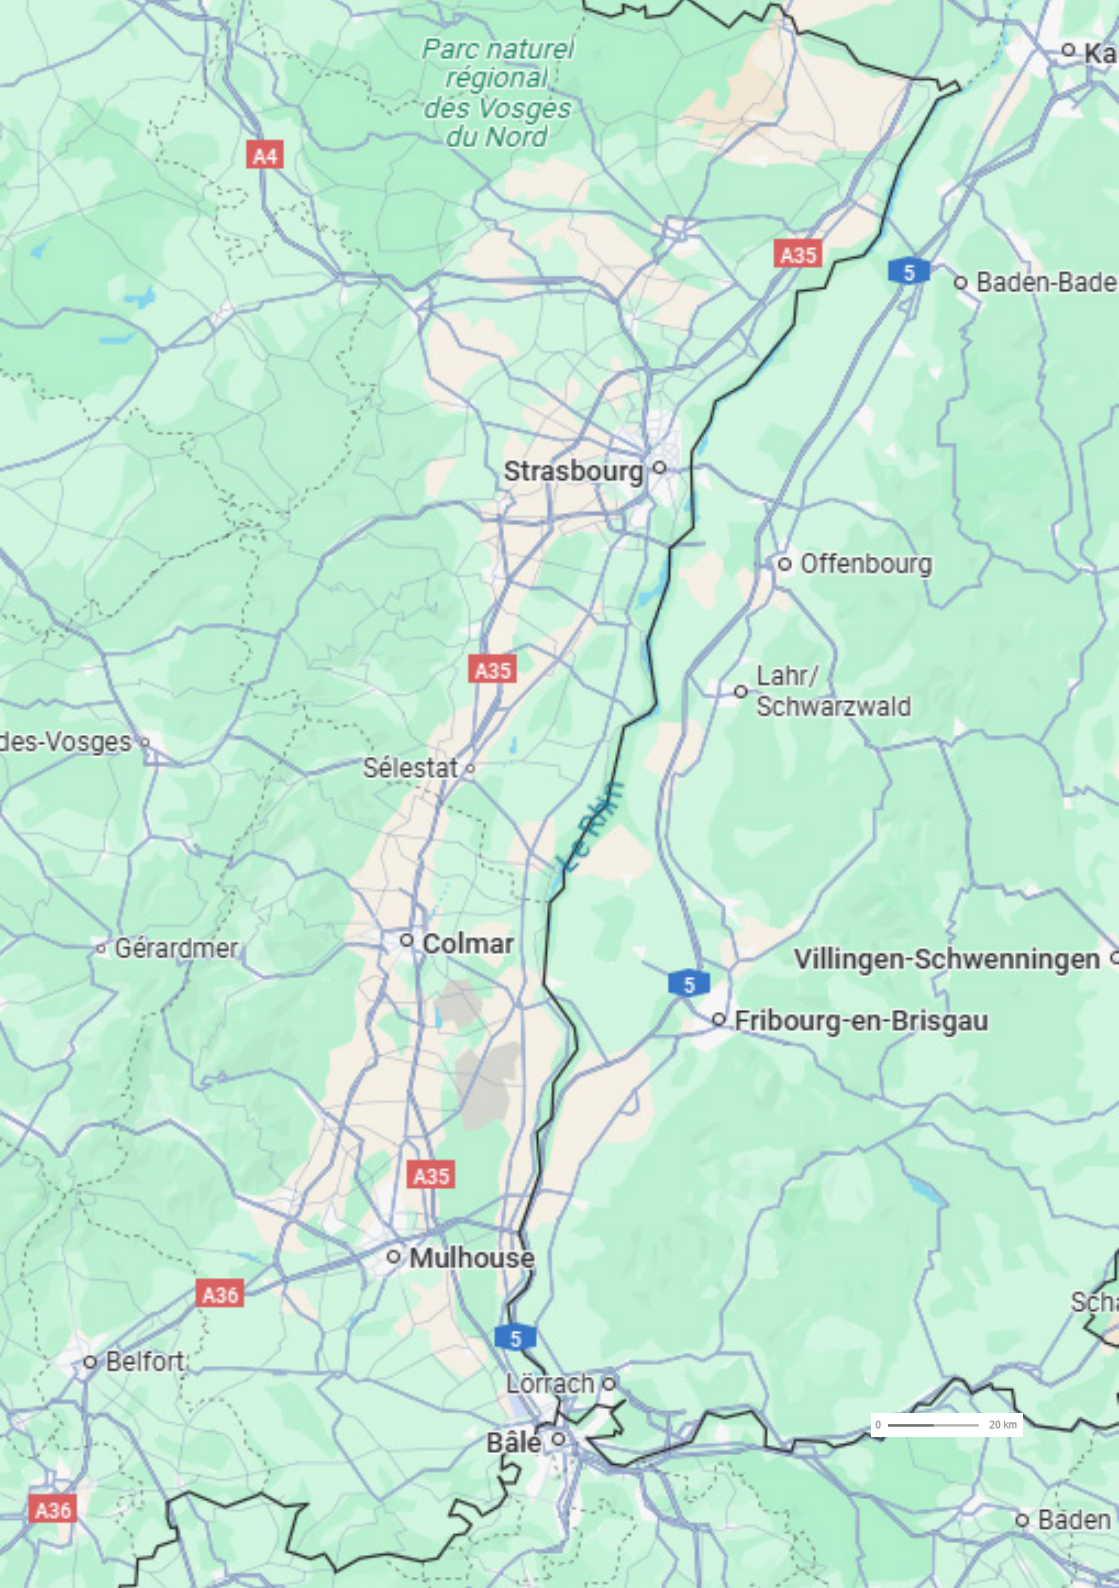 Parc naturel
régional
des Vosges
du Nord
Ka
A4
A35
5
Baden-Bade
Strasbourg
Offenbourg
A35
Lahr/
Schwarzwald
des-Vosges
Sélestat
Le Rhin
Colmar
Gérardmer
Villingen-Schwenningen
5
Fribourg-en-Brisgau
A35
Mulhouse
A36
Scha
5
Belfort
Lörrach
0 20 km
Bâle
A36
Baden